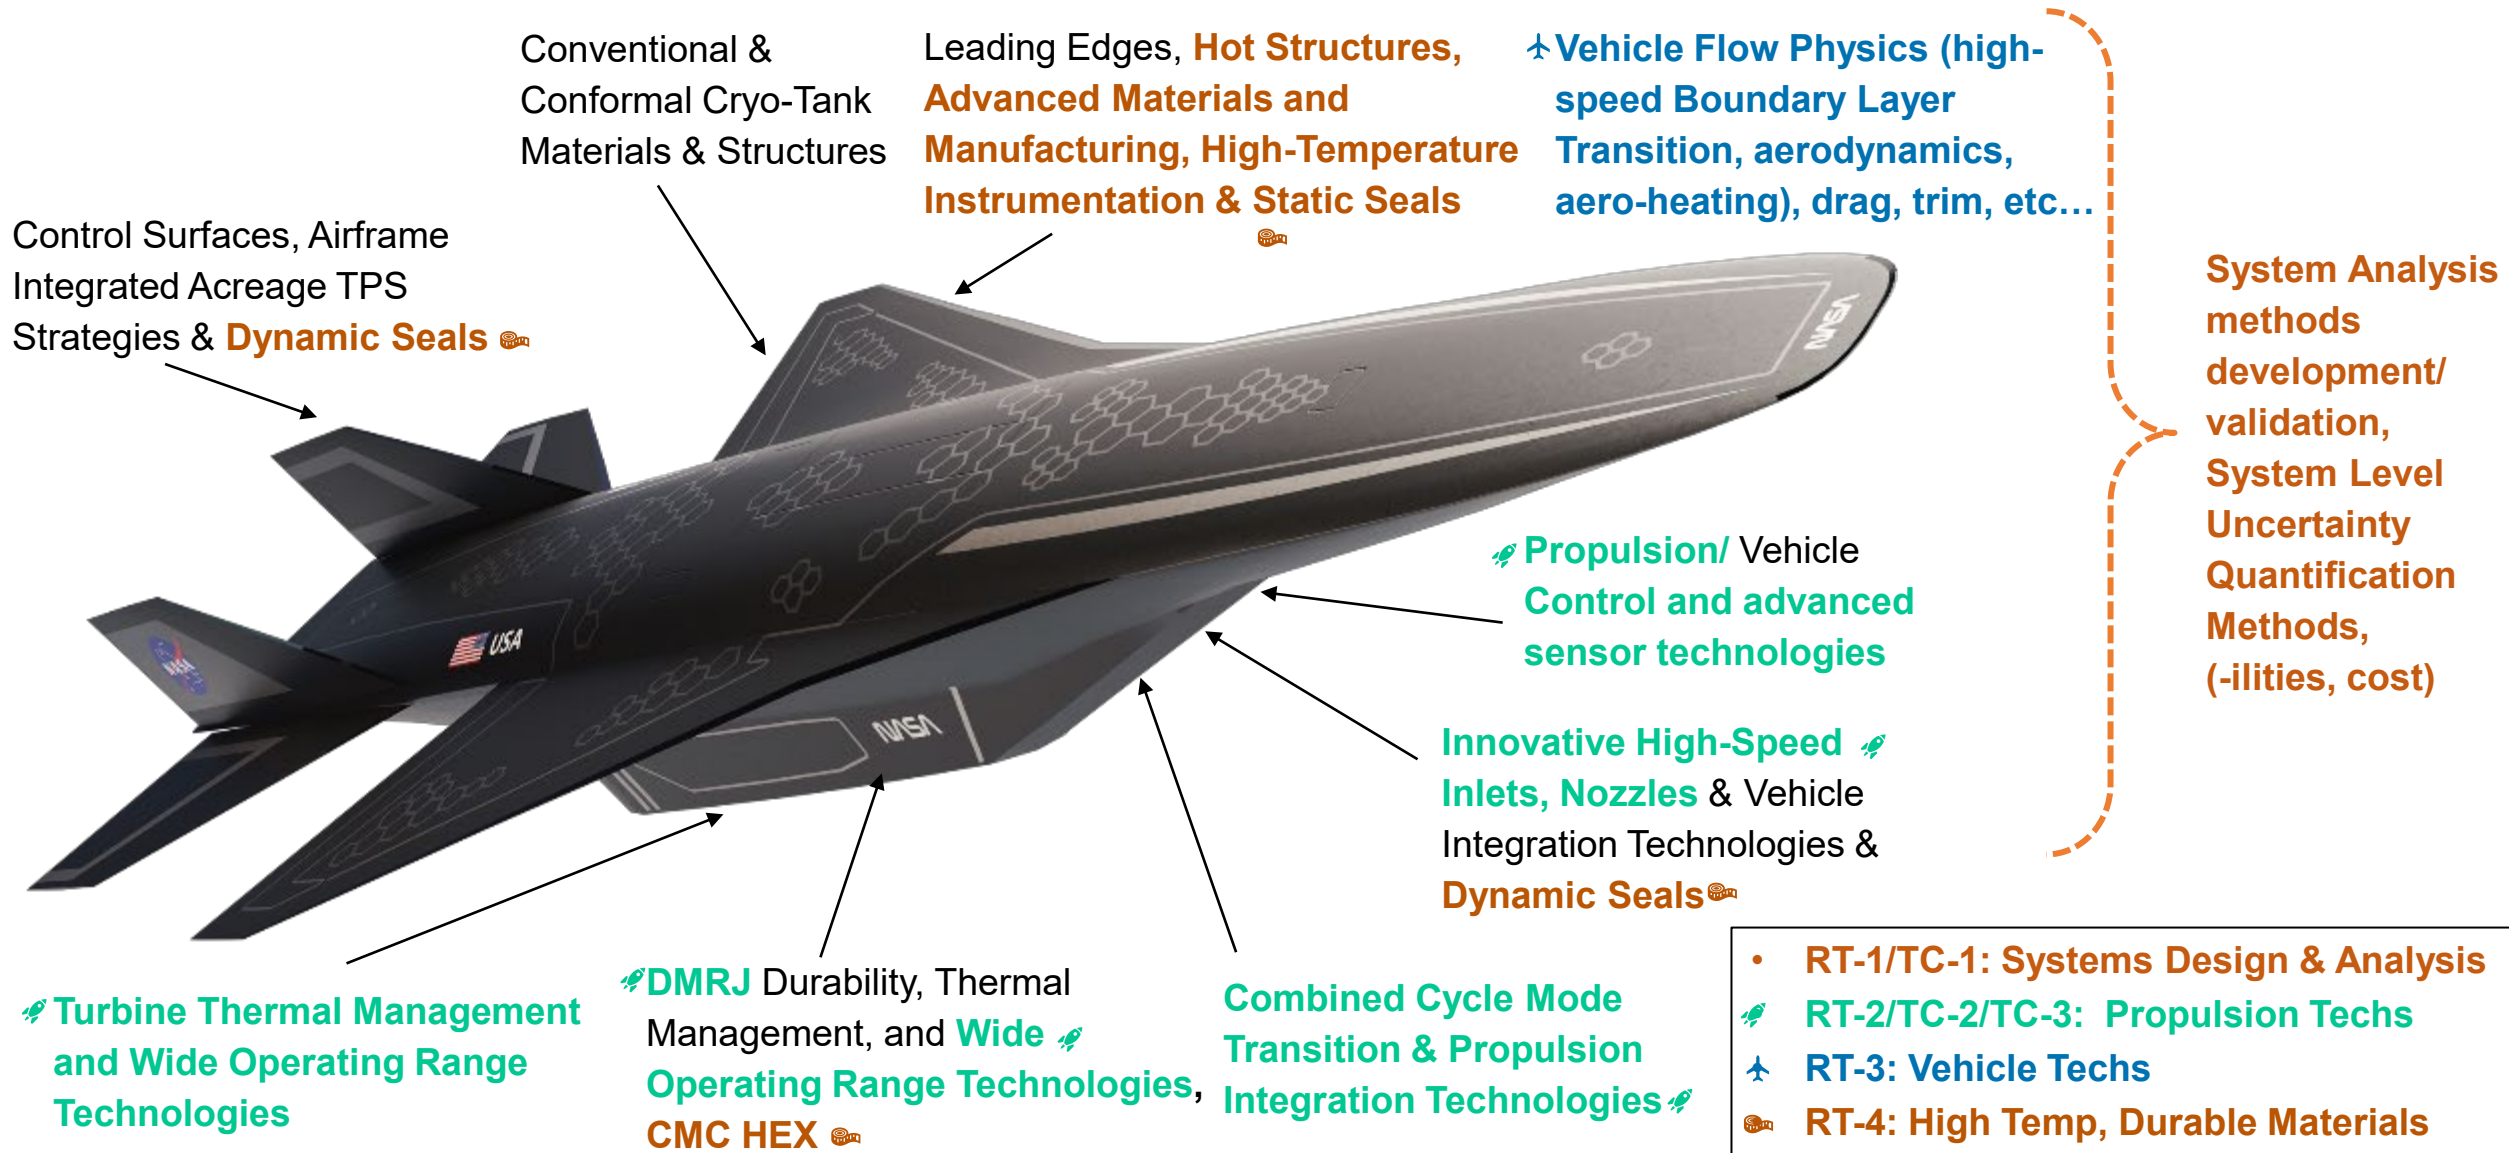 Conventional &
Conformal Cryo-Tank
Materials & Structures
Leading Edges, Hot Structures,
Advanced Materials and
Manufacturing, High-Temperature
Instrumentation & Static Seals
Vehicle Flow Physics (high-
speed Boundary Layer
Transition, aerodynamics,
aero-heating), drag, trim, etc…
Control Surfaces, Airframe
Integrated Acreage TPS
Strategies & Dynamic Seals
System Analysis
methods
development/
validation,
System Level
Uncertainty
Quantification
Methods,
(-ilities, cost)
NASA
NASA
USA
NASA
Propulsion/ Vehicle
Control and advanced
sensor technologies
Innovative High-Speed
Inlets, Nozzles & Vehicle
Integration Technologies &
Dynamic Seals
Turbine Thermal Management
and Wide Operating Range
Technologies
DMRJ Durability, Thermal
Management, and Wide
Operating Range Technologies,
CMC HEX
Combined Cycle Mode
Transition & Propulsion
Integration Technologies
• RT-1/TC-1: Systems Design & Analysis
RT-2/TC-2/TC-3: Propulsion Techs
RT-3: Vehicle Techs
RT-4: High Temp, Durable Materials